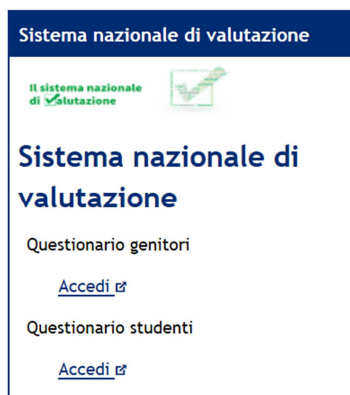 Sistema nazionale di valutazione
Il sistema nazionale
di valutazione
Sistema nazionale di
valutazione
Questionario genitori
Accedi
Questionario studenti
Accedi